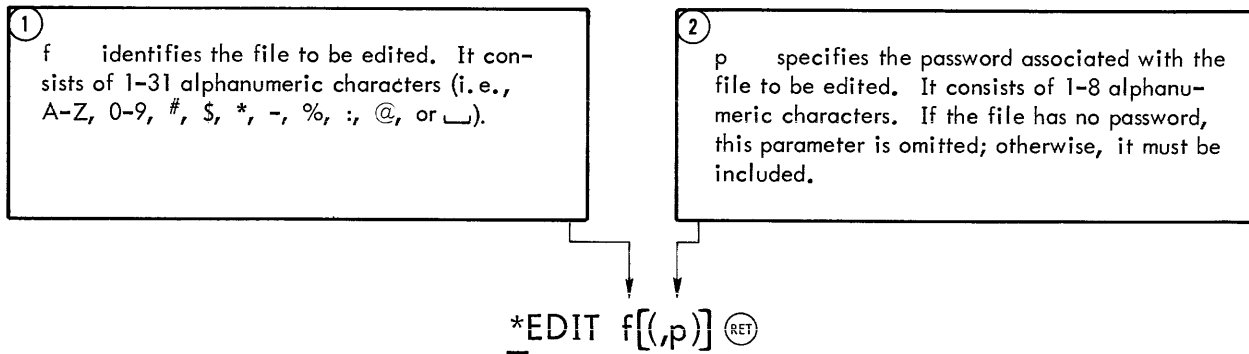 1
f identifies the file to be edited. It con-
sists of 1-31 alphanumeric characters (i.e.,
A-Z, 0-9, #, $, *, -, %, :, @, or ⎵).
2
p specifies the password associated with the
file to be edited. It consists of 1-8 alphanu-
meric characters. If the file has no password,
this parameter is omitted; otherwise, it must be
included.
*EDIT f[(,p)] RET